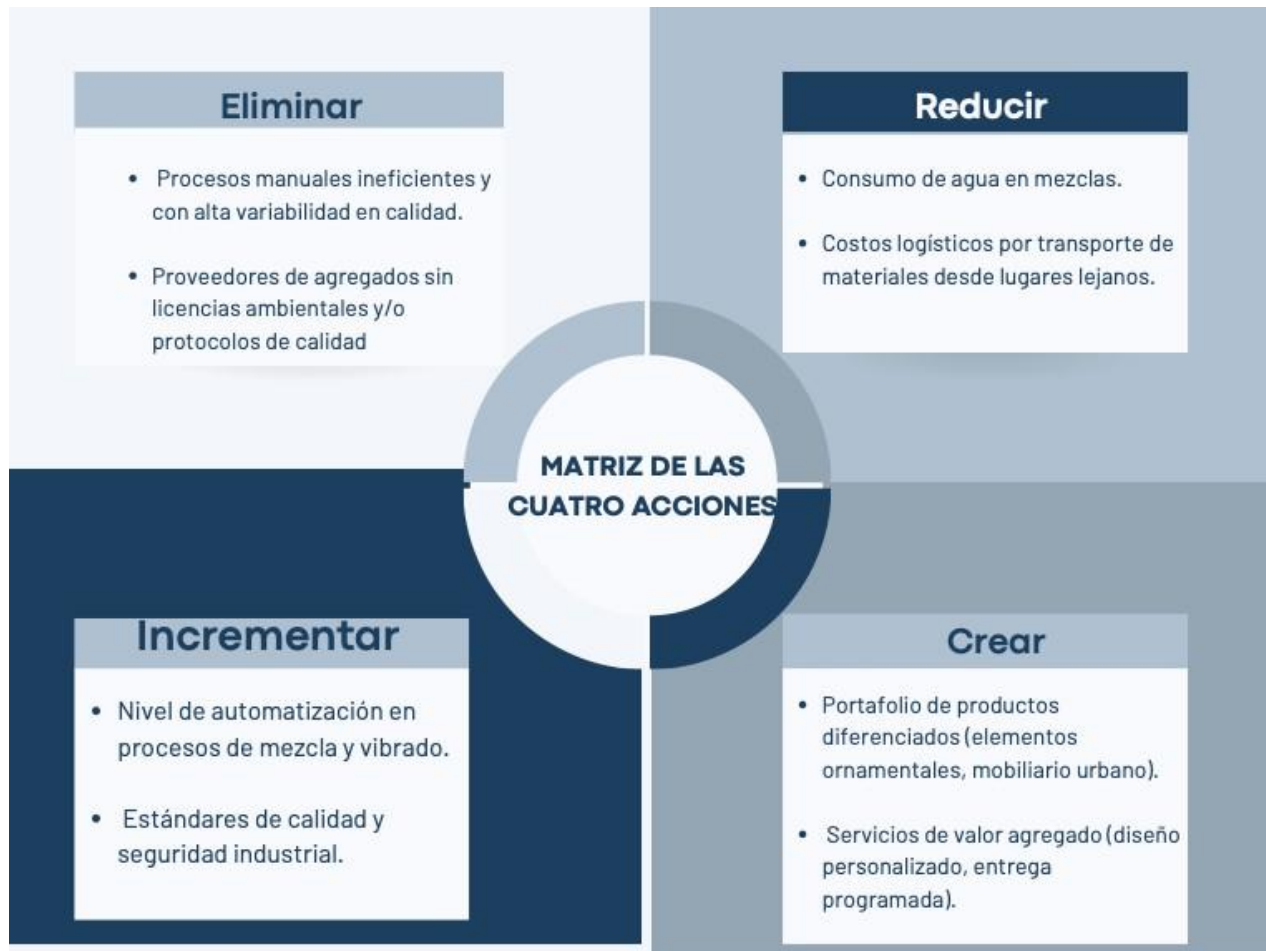 Eliminar
• Procesos manuales ineficientes y
con alta variabilidad en calidad.
• Proveedores de agregados sin
licencias ambientales y/o
protocolos de calidad
Reducir
• Consumo de agua en mezclas.
• Costos logísticos por transporte de
materiales desde lugares lejanos.
MATRIZ DE LAS
CUATRO ACCIONES
Incrementar
• Nivel de automatización en
procesos de mezcla y vibrado.
• Estándares de calidad y
seguridad industrial.
Crear
• Portafolio de productos
diferenciados (elementos
ornamentales, mobiliario urbano).
• Servicios de valor agregado (diseño
personalizado, entrega
programada).